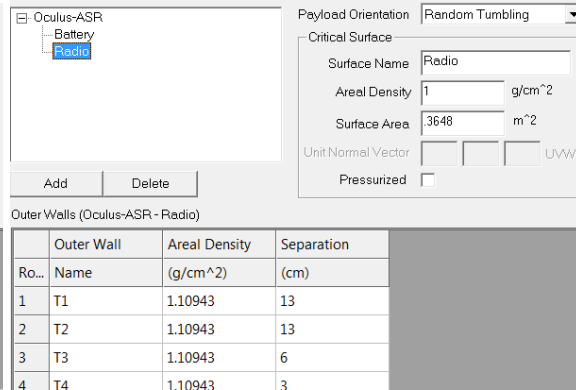 Oculus-ASR
Battery
Radio
Add Delete
Payload Orientation Random Tumbling
Critical Surface
Surface Name Radio
Areal Density 1 g/cm^2
Surface Area .3648 m^2
Unit Normal Vector UVW
Pressurized
Outer Walls (Oculus-ASR - Radio)
Outer Wall Areal Density Separation
Ro... Name (g/cm^2) (cm)
1 T1 1.10943 13
2 T2 1.10943 13
3 T3 1.10943 6
4 T4 1.10943 3